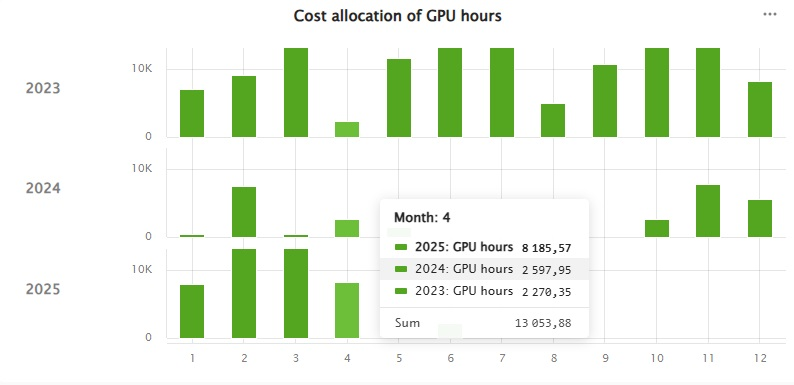 Cost allocation of GPU hours
...
2023
10K
0
2024
10K
0
Month: 4
2025: GPU hours 8 185,57
2024: GPU hours 2 597,95
2023: GPU hours 2 270,35
Sum 13 053,88
2025
10K
0
1 2 3 4 5 6 7 8 9 10 11 12